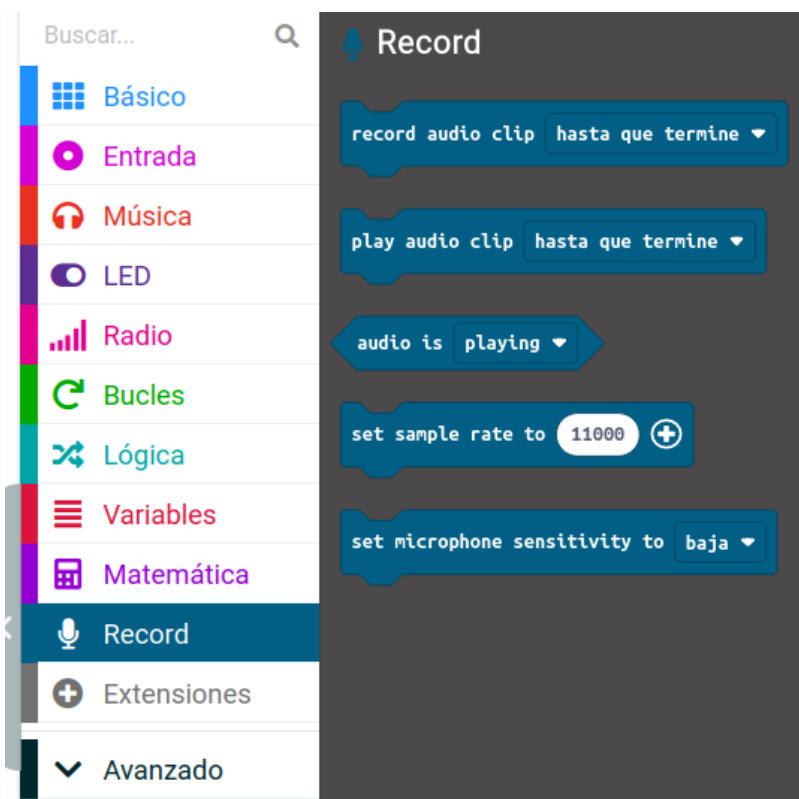 Buscar...
Básico
Entrada
Música
LED
Radio
Bucles
Lógica
Variables
Matemática
Record
Extensiones
Avanzado
Record
record audio clip hasta que termine
play audio clip hasta que termine
audio is playing
set sample rate to 11000
set microphone sensitivity to baja